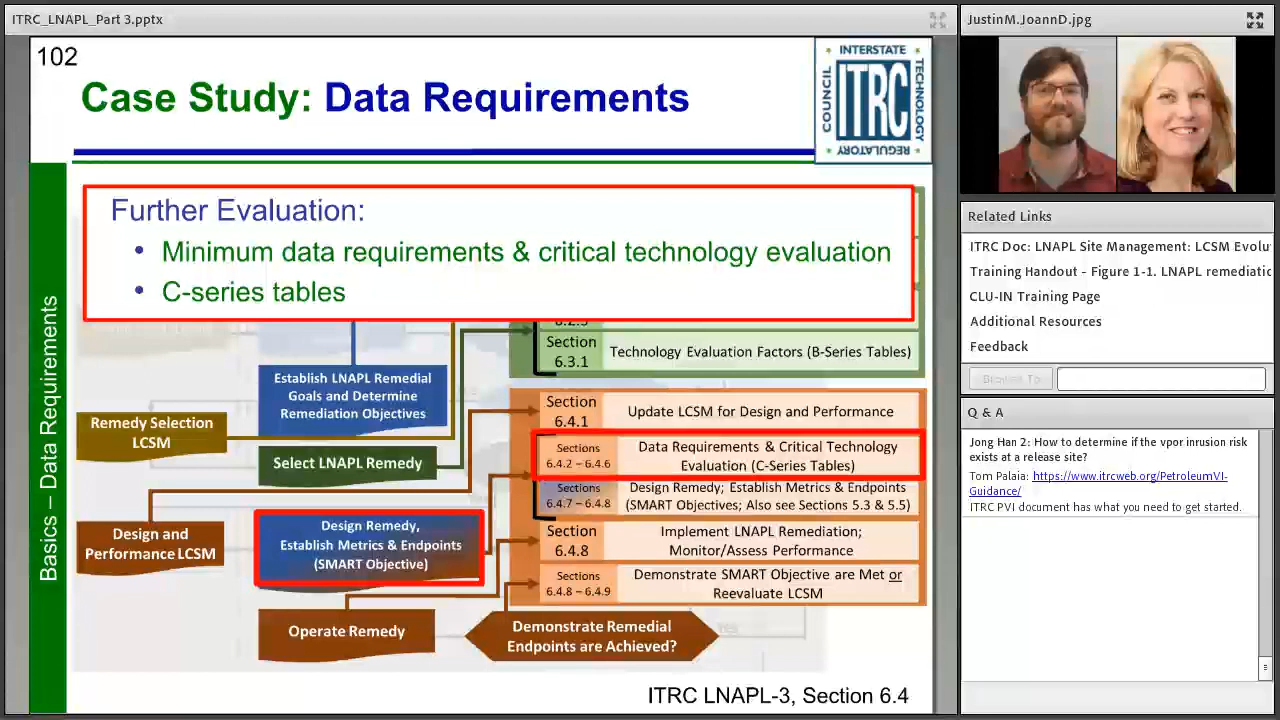 ITRC_LNAPL_Part 3.pptx
102
Case Study: Data Requirements
INTERSTATE
TECHNOLOGY
REGULATORY
COUNCIL
ITRC
Basics – Data Requirements
Further Evaluation:
• Minimum data requirements & critical technology evaluation
• C-series tables
Section
6.3.1
Technology Evaluation Factors (B-Series Tables)
Establish LNAPL Remedial
Goals and Determine
Remediation Objectives
Remedy Selection
LCSM
Select LNAPL Remedy
Section
6.4.1
Update LCSM for Design and Performance
Sections
6.4.2 – 6.4.6
Data Requirements & Critical Technology
Evaluation (C-Series Tables)
Sections
6.4.7 – 6.4.8
Design Remedy; Establish Metrics & Endpoints
(SMART Objectives; Also see Sections 5.3 & 5.5)
Design and
Performance LCSM
Design Remedy,
Establish Metrics & Endpoints
(SMART Objective)
Section
6.4.8
Implement LNAPL Remediation;
Monitor/Assess Performance
Sections
6.4.8 – 6.4.9
Demonstrate SMART Objective are Met or
Reevaluate LCSM
Operate Remedy
Demonstrate Remedial
Endpoints are Achieved?
ITRC LNAPL-3, Section 6.4
JustinM.JoannD.jpg
Related Links
ITRC Doc: LNAPL Site Management: LCSM Evolu
Training Handout - Figure 1-1. LNAPL remediatic
CLU-IN Training Page
Additional Resources
Feedback
Browse To
Q & A
Jong Han 2: How to determine if the vpor inrusion risk
exists at a release site?
Tom Palaia: https://www.itrcweb.org/PetroleumVI-
Guidance/
ITRC PVI document has what you need to get started.